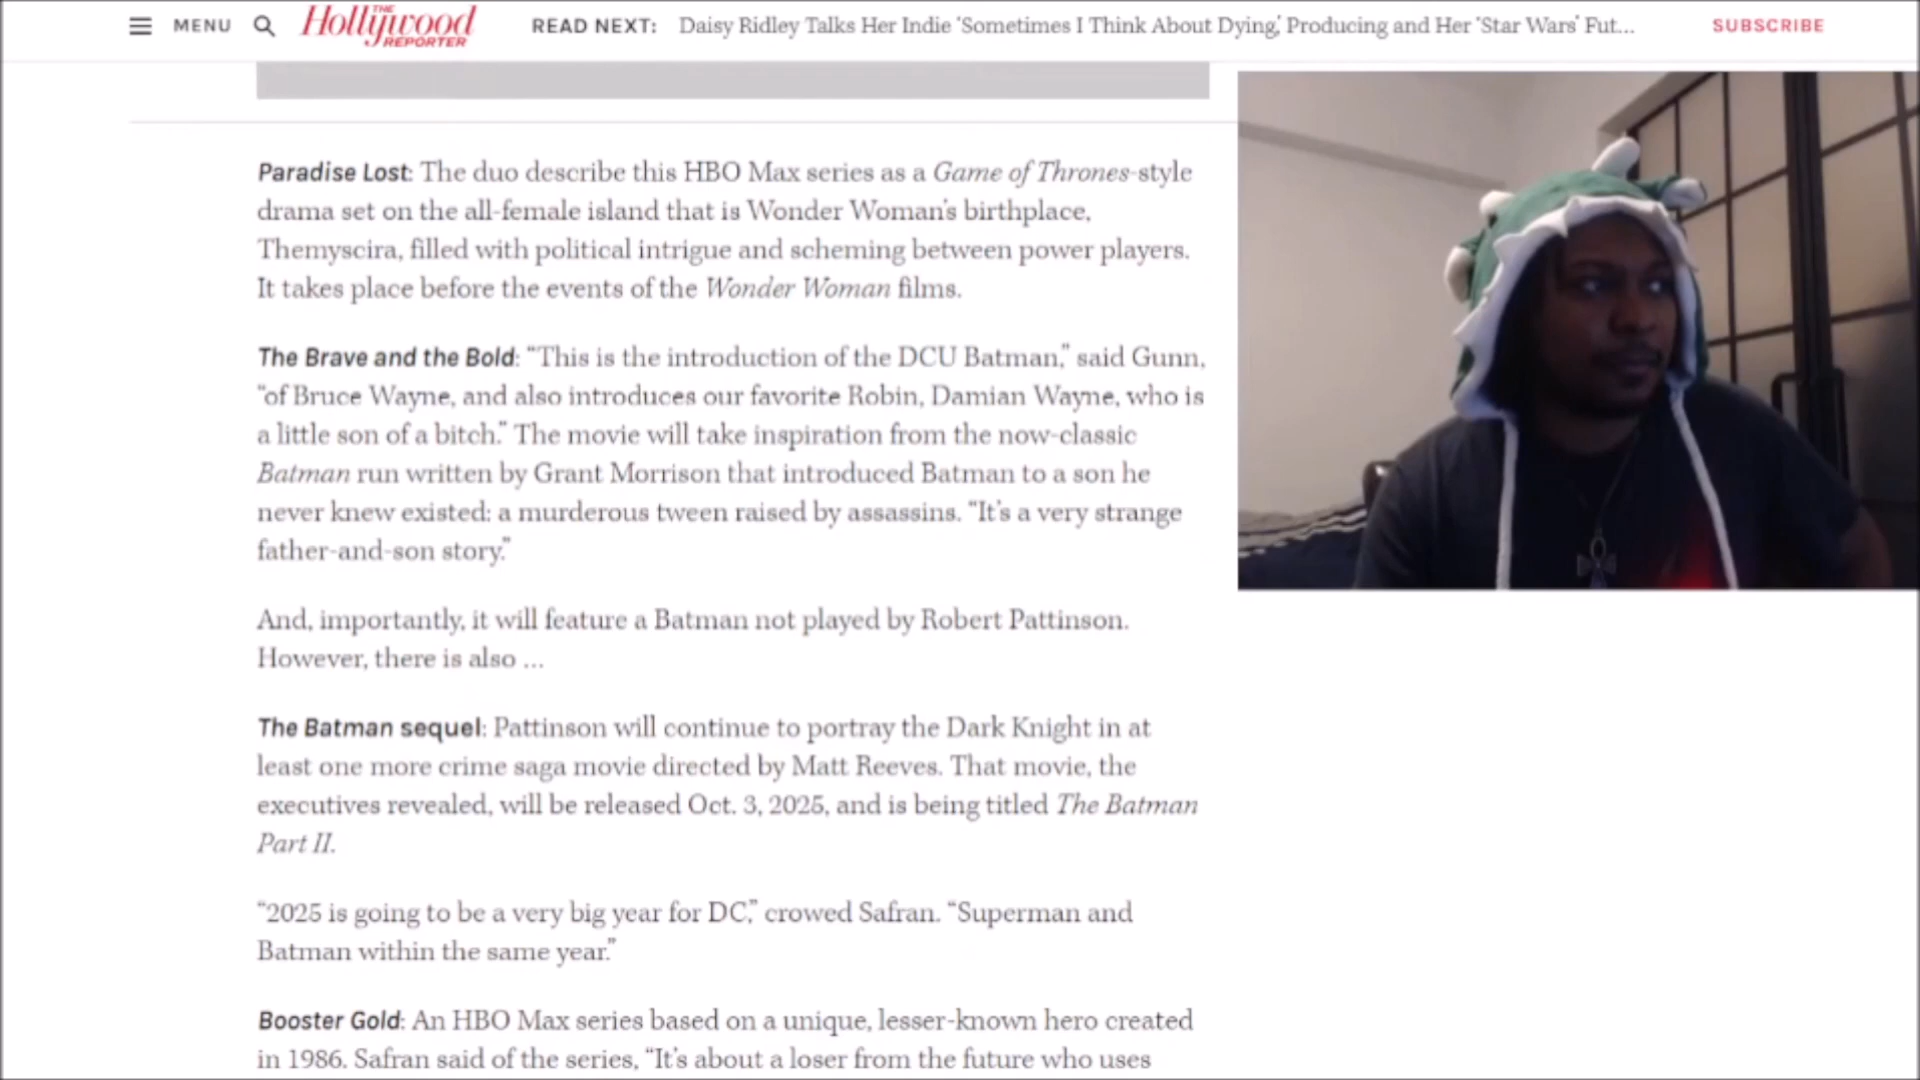 MENU
THE
Hollywood
REPORTER
READ NEXT: Daisy Ridley Talks Her Indie ‘Sometimes I Think About Dying,’ Producing and Her ‘Star Wars’ Fut...
SUBSCRIBE
Paradise Lost: The duo describe this HBO Max series as a Game of Thrones-style
drama set on the all-female island that is Wonder Woman’s birthplace,
Themyscira, filled with political intrigue and scheming between power players.
It takes place before the events of the Wonder Woman films.
The Brave and the Bold: “This is the introduction of the DCU Batman,” said Gunn,
“of Bruce Wayne, and also introduces our favorite Robin, Damian Wayne, who is
a little son of a bitch.” The movie will take inspiration from the now-classic
Batman run written by Grant Morrison that introduced Batman to a son he
never knew existed: a murderous tween raised by assassins. “It’s a very strange
father-and-son story.”
And, importantly, it will feature a Batman not played by Robert Pattinson.
However, there is also …
The Batman sequel: Pattinson will continue to portray the Dark Knight in at
least one more crime saga movie directed by Matt Reeves. That movie, the
executives revealed, will be released Oct. 3, 2025, and is being titled The Batman
Part II.
“2025 is going to be a very big year for DC,” crowed Safran. “Superman and
Batman within the same year.”
Booster Gold: An HBO Max series based on a unique, lesser-known hero created
in 1986. Safran said of the series, “It’s about a loser from the future who uses